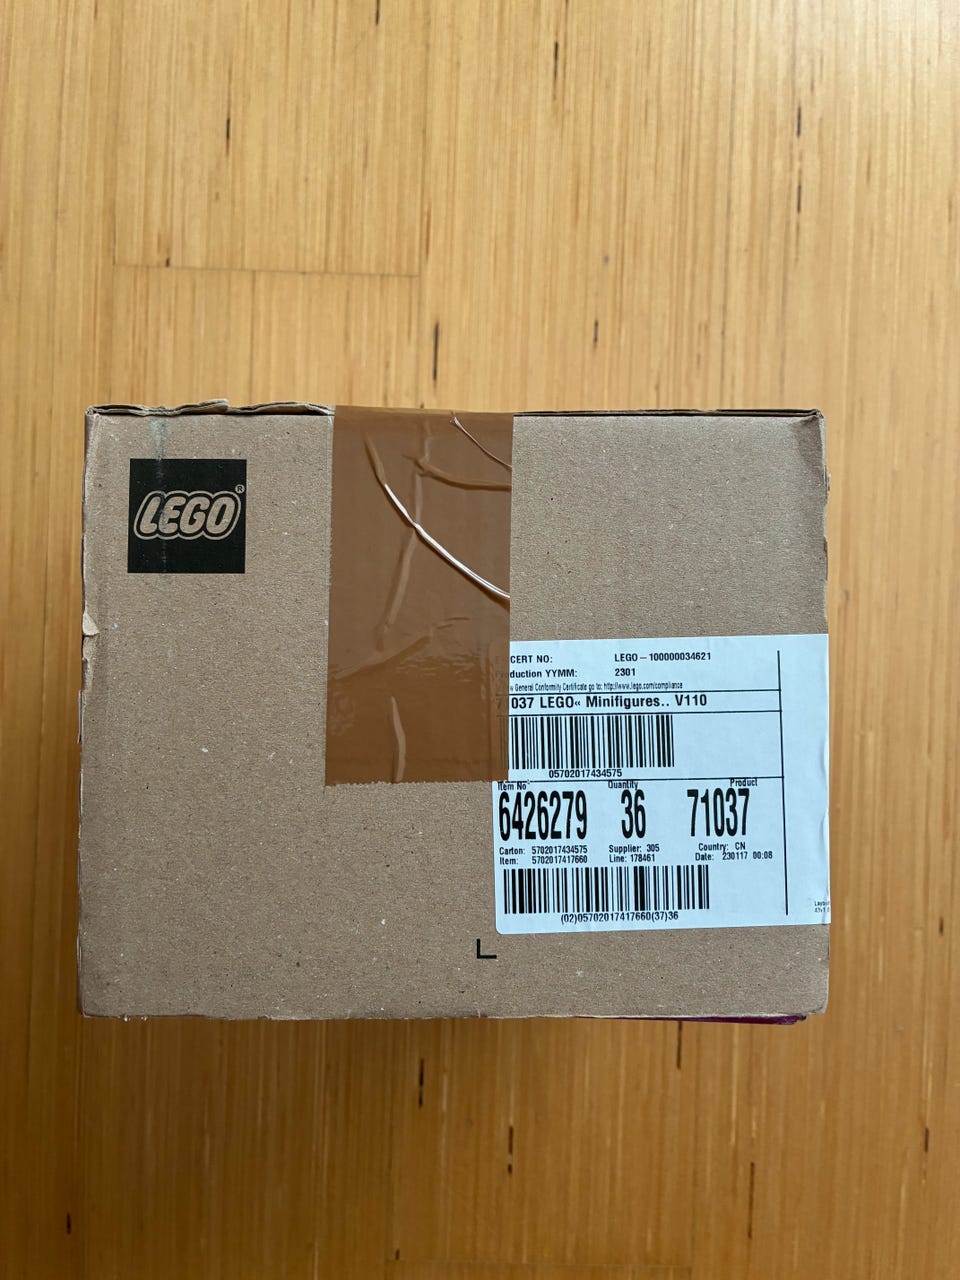 LEGO®
CERT NO: LEGO – 100000034621
Production YYMM: 2301
General Conformity Certificate go to: http://www.lego.com/compliance
71037 LEGO« Minifigures.. V110
05702017434575
Item No Quantity Product
6426279 36 71037
Carton: 5702017434575 Supplier: 305 Country: CN
Item: 5702017417660 Line: 178461 Date: 230117 00:08
(02)05702017417660(37)36